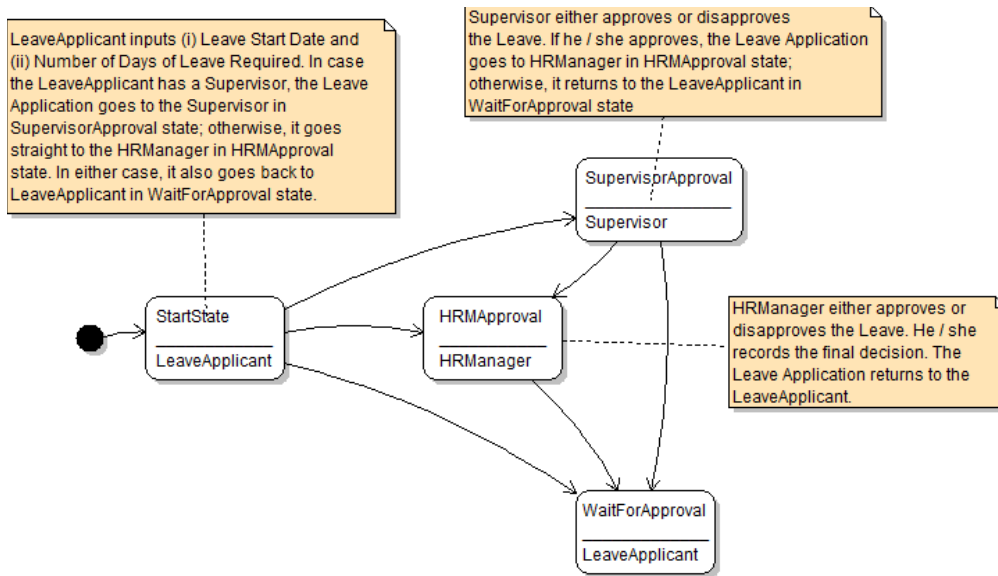 LeaveApplicant inputs (i) Leave Start Date and
(ii) Number of Days of Leave Required. In case
the LeaveApplicant has a Supervisor, the Leave
Application goes to the Supervisor in
SupervisorApproval state; otherwise, it goes
straight to the HRManager in HRMApproval
state. In either case, it also goes back to
LeaveApplicant in WaitForApproval state.
Supervisor either approves or disapproves
the Leave. If he / she approves, the Leave Application
goes to HRManager in HRMApproval state;
otherwise, it returns to the LeaveApplicant in
WaitForApproval state
SupervisorApproval
Supervisor
StartState
LeaveApplicant
HRMApproval
HRManager
HRManager either approves or
disapproves the Leave. He / she
records the final decision. The
Leave Application returns to the
LeaveApplicant.
WaitForApproval
LeaveApplicant